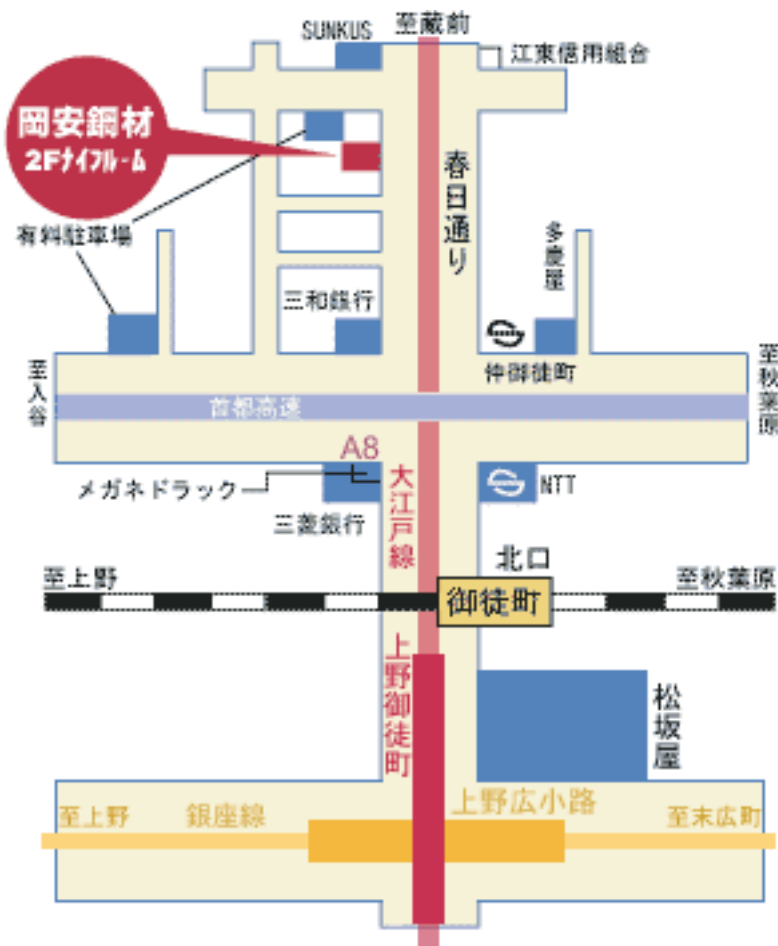 SUNKUS
至蔵前
江東信用組合
岡安鋼材
2Fナイフルーム
春日通り
有料駐車場
多慶屋
三和銀行
仲御徒町
至入谷
至秋葉原
首都高速
A8
メガネドラック
大江戸線
NTT
三菱銀行
北口
至上野
至秋葉原
御徒町
上野御徒町
松坂屋
至上野
銀座線
上野広小路
至末広町